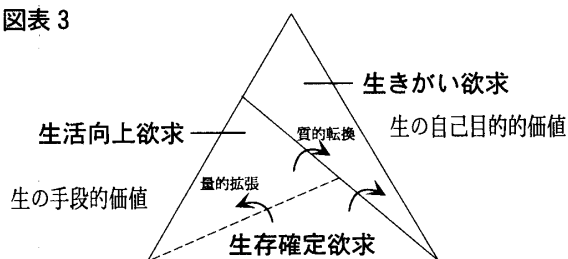 図表3
生きがい欲求
生の自己目的的価値
生活向上欲求
質的転換
生の手段的価値
量的拡張
生存確定欲求